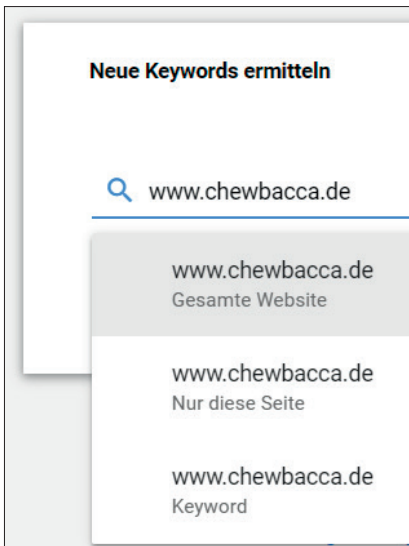 Neue Keywords ermitteln
www.chewbacca.de
www.chewbacca.de
Gesamte Website
www.chewbacca.de
Nur diese Seite
www.chewbacca.de
Keyword